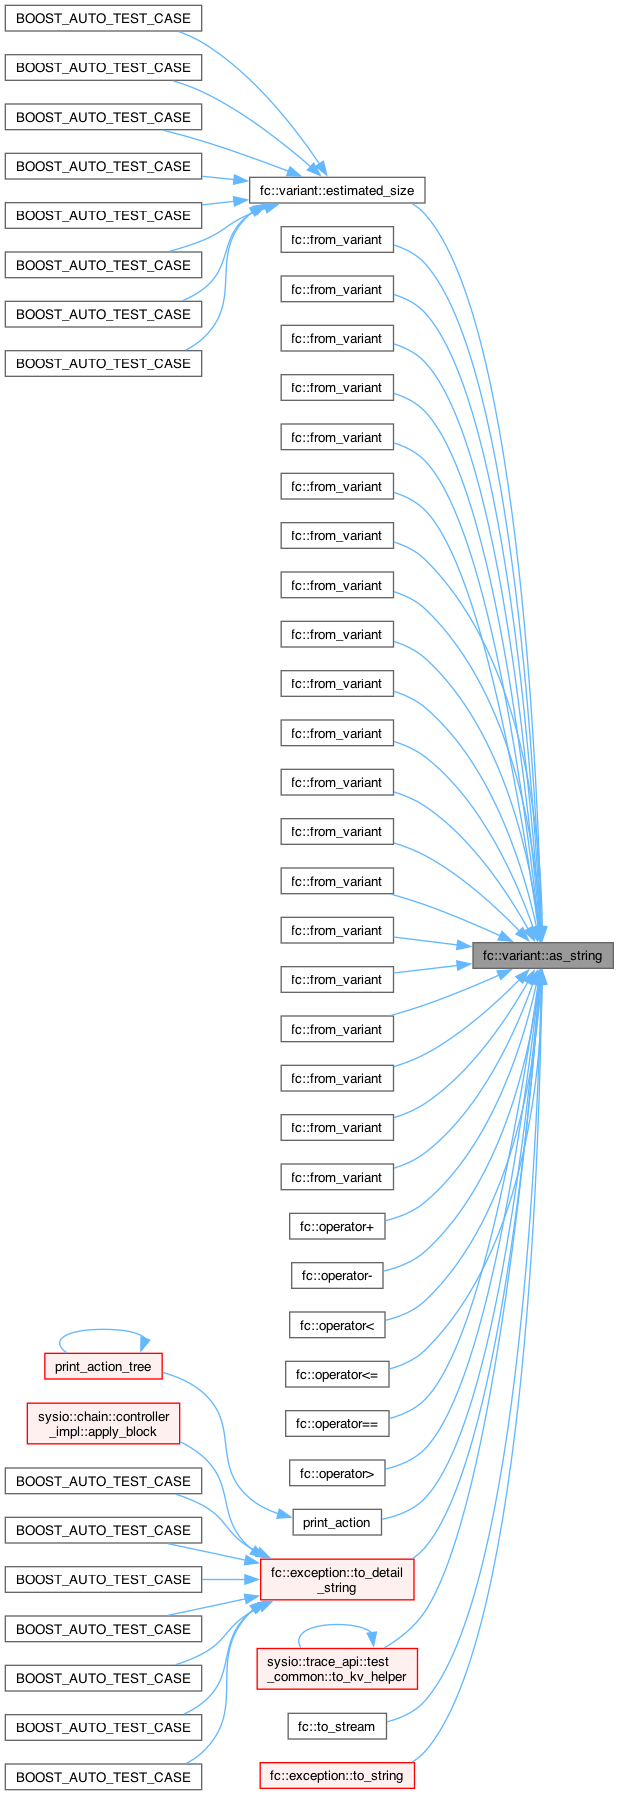 BOOST_AUTO_TEST_CASE
BOOST_AUTO_TEST_CASE
BOOST_AUTO_TEST_CASE
BOOST_AUTO_TEST_CASE
fc::variant::estimated_size
BOOST_AUTO_TEST_CASE
fc::from_variant
BOOST_AUTO_TEST_CASE
fc::from_variant
BOOST_AUTO_TEST_CASE
fc::from_variant
BOOST_AUTO_TEST_CASE
fc::from_variant
fc::from_variant
fc::from_variant
fc::from_variant
fc::from_variant
fc::from_variant
fc::from_variant
fc::from_variant
fc::from_variant
fc::from_variant
fc::from_variant
fc::from_variant
fc::variant::as_string
fc::from_variant
fc::from_variant
fc::from_variant
fc::from_variant
fc::from_variant
fc::operator+
fc::operator-
fc::operator<
print_action_tree
fc::operator<=
sysio::chain::controller
_impl::apply_block
fc::operator==
fc::operator>
BOOST_AUTO_TEST_CASE
print_action
BOOST_AUTO_TEST_CASE
fc::exception::to_detail
_string
BOOST_AUTO_TEST_CASE
BOOST_AUTO_TEST_CASE
sysio::trace_api::test
_common::to_kv_helper
BOOST_AUTO_TEST_CASE
fc::to_stream
BOOST_AUTO_TEST_CASE
fc::exception::to_string
BOOST_AUTO_TEST_CASE